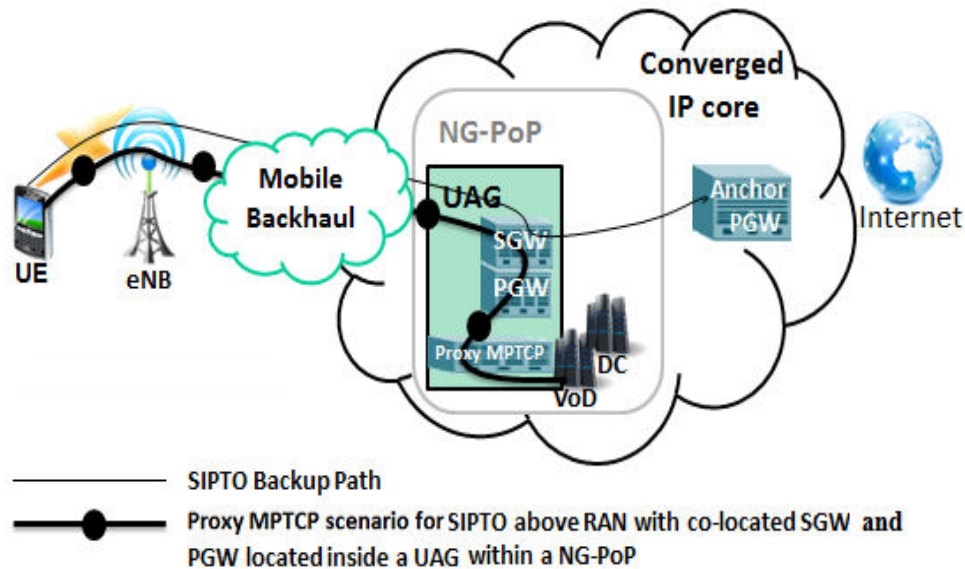 Converged
IP core
NG-PoP
UAG
Mobile
Backhaul
SGW
PGW
Anchor
PGW
Internet
UE
eNB
Proxy MPTCP
DC
VoD
SIPTO Backup Path
Proxy MPTCP scenario for SIPTO above RAN with co-located SGW and
PGW located inside a UAG within a NG-PoP